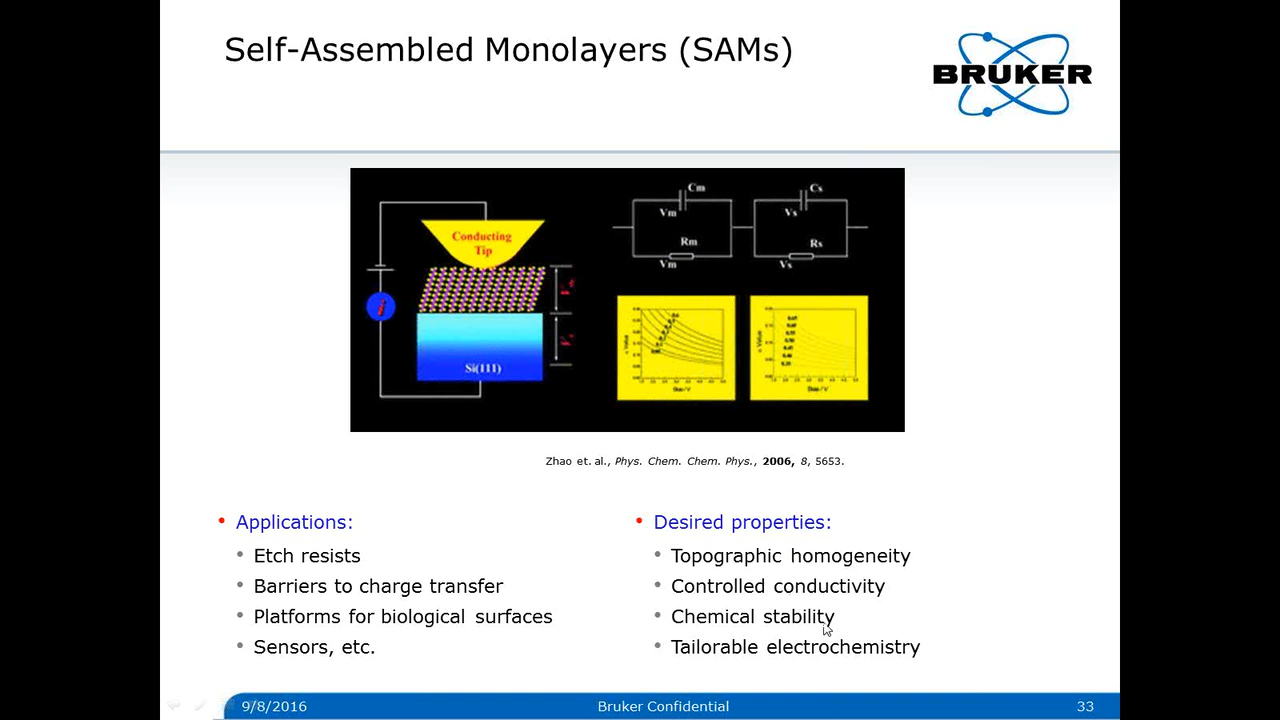 Self-Assembled Monolayers (SAMs)
BRUKER
Conducting
Tip
Si(111)
Cm
Vm
Rm
Vm
Cs
Vs
Rs
Vs
Bias / V
Bias / V
Zhao et. al., Phys. Chem. Chem. Phys., 2006, 8, 5653.
Applications:
Etch resists
Barriers to charge transfer
Platforms for biological surfaces
Sensors, etc.
Desired properties:
Topographic homogeneity
Controlled conductivity
Chemical stability
Tailorable electrochemistry
9/8/2016
Bruker Confidential
33